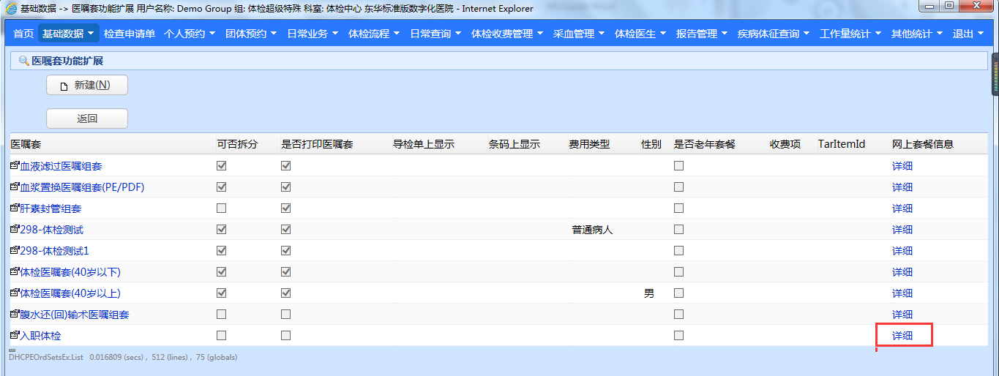 基础数据 -> 医嘱套功能扩展 用户名称: Demo Group 组: 体检超级特殊 科室: 体检中心 东华标准版数字化医院 - Internet Explorer
首页 基础数据 检查申请单 个人预约 团体预约 日常业务 体检流程 日常查询 体检收费管理 采血管理 体检医生 报告管理 疾病体征查询 工作量统计 其他统计 退出
医嘱套功能扩展
新建(N)
返回
医嘱套 可否拆分 是否打印医嘱套 导检单上显示 条码上显示 费用类型 性别 是否老年套餐 收费项 TarItemId 网上套餐信息
血液滤过医嘱组套 详细
血浆置换医嘱组套(PE/PDF) 详细
肝素封管组套 详细
298-体检测试 普通病人 详细
298-体检测试1 详细
体检医嘱套(40岁以下) 详细
体检医嘱套(40岁以上) 男 详细
腹水还(回)输术医嘱组套 详细
入职体检 详细
DHCPEOrdSetsEx.List 0.016809 (secs) , 512 (lines) , 75 (globals)